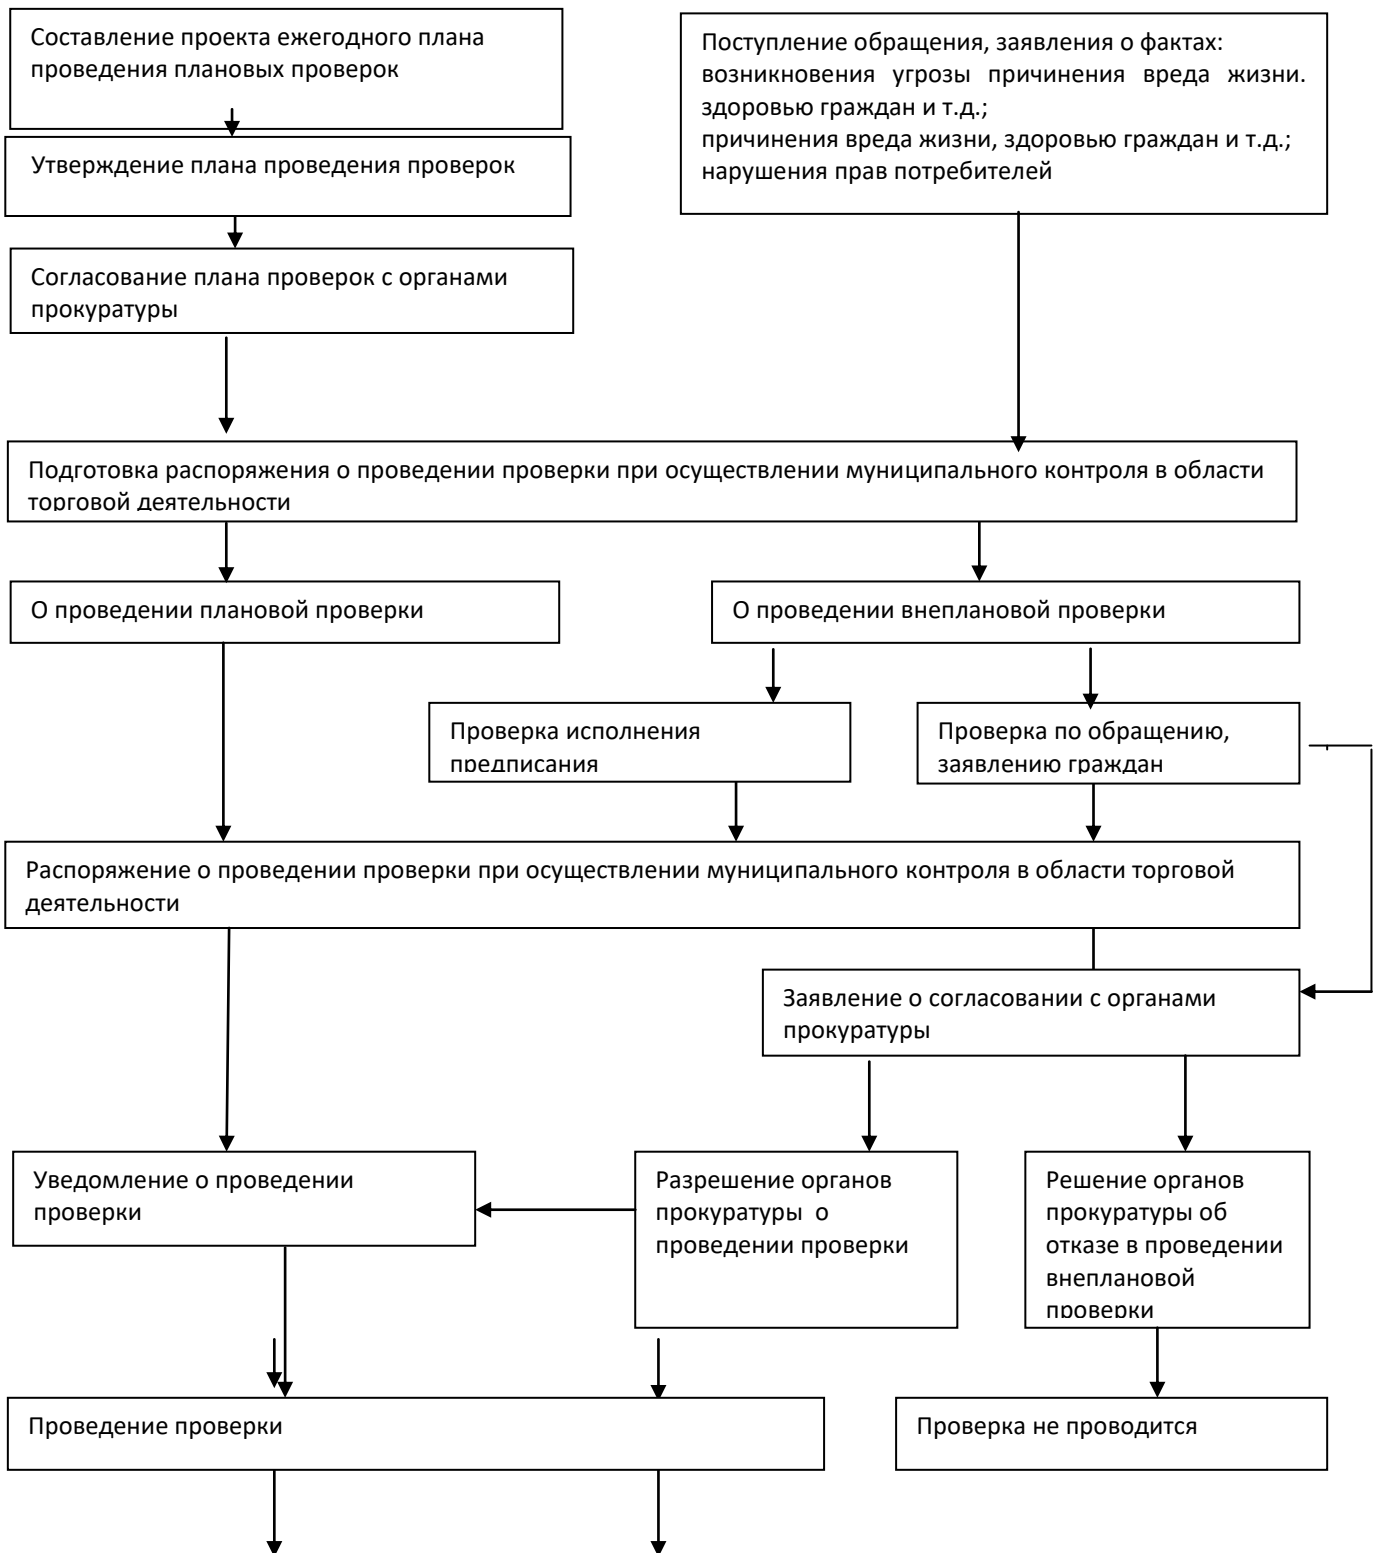 Составление проекта ежегодного плана
проведения плановых проверок
Поступление обращения, заявления о фактах:
возникновения угрозы причинения вреда жизни.
здоровью граждан и т.д.;
причинения вреда жизни, здоровью граждан и т.д.;
нарушения прав потребителей
Утверждение плана проведения проверок
Согласование плана проверок с органами
прокуратуры
Подготовка распоряжения о проведении проверки при осуществлении муниципального контроля в области
торговой деятельности
О проведении плановой проверки
О проведении внеплановой проверки
Проверка исполнения
предписания
Проверка по обращению,
заявлению граждан
Распоряжение о проведении проверки при осуществлении муниципального контроля в области торговой
деятельности
Заявление о согласовании с органами
прокуратуры
Уведомление о проведении
проверки
Разрешение органов
прокуратуры о
проведении проверки
Решение органов
прокуратуры об
отказе в проведении
внеплановой
проверки
Проведение проверки
Проверка не проводится